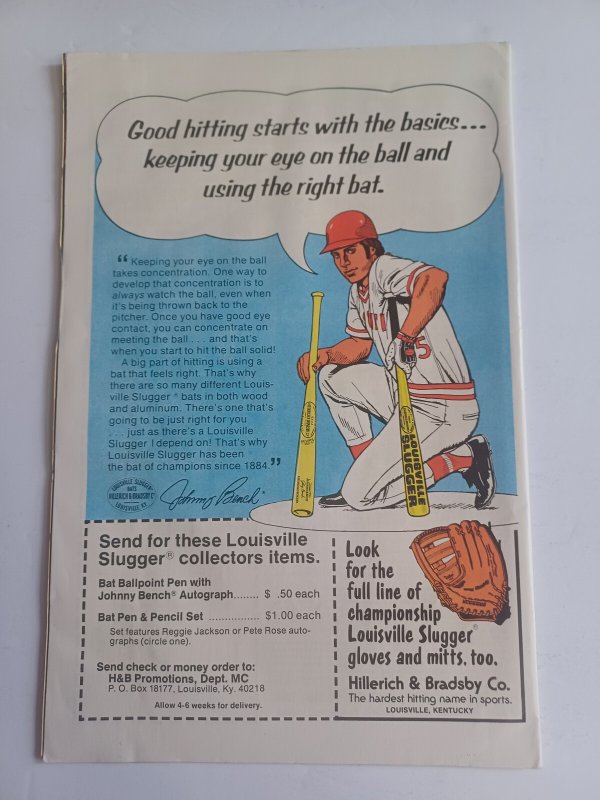 Good hitting starts with the basics...
keeping your eye on the ball and
using the right bat.
“Keeping your eye on the ball
takes concentration. One way to
develop that concentration is to
always watch the ball, even when
it's being thrown back to the
pitcher. Once you have good eye
contact, you can concentrate on
meeting the ball . . . and that's
when you start to hit the ball solid!
A big part of hitting is using a
bat that feels right. That's why
there are so many different Louis-
ville Slugger® bats in both wood
and aluminum. There's one that's
going to be just right for you
. . . just as there's a Louisville
Slugger I depend on! That's why
Louisville Slugger has been
the bat of champions since 1884.”
LOUISVILLE SLUGGER
BATS
HILLERICH & BRADSBY Co
LOUISVILLE, KY.
Johnny Bench
5
LOUISVILLE
SLUGGER
Send for these Louisville
Slugger® collectors items.
Bat Ballpoint Pen with
Johnny Bench® Autograph........ $ .50 each
Bat Pen & Pencil Set ................ $1.00 each
Set features Reggie Jackson or Pete Rose auto-
graphs (circle one).
Send check or money order to:
H&B Promotions, Dept. MC
P. O. Box 18177, Louisville, Ky. 40218
Allow 4-6 weeks for delivery.
Look
for the
full line of
championship
Louisville Slugger®
gloves and mitts, too.
Hillerich & Bradsby Co.
The hardest hitting name in sports.
LOUISVILLE, KENTUCKY